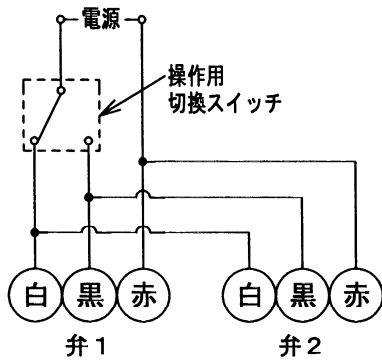 電源
操作用
切換スイッチ
白 黒 赤 白 黒 赤
弁1 弁2